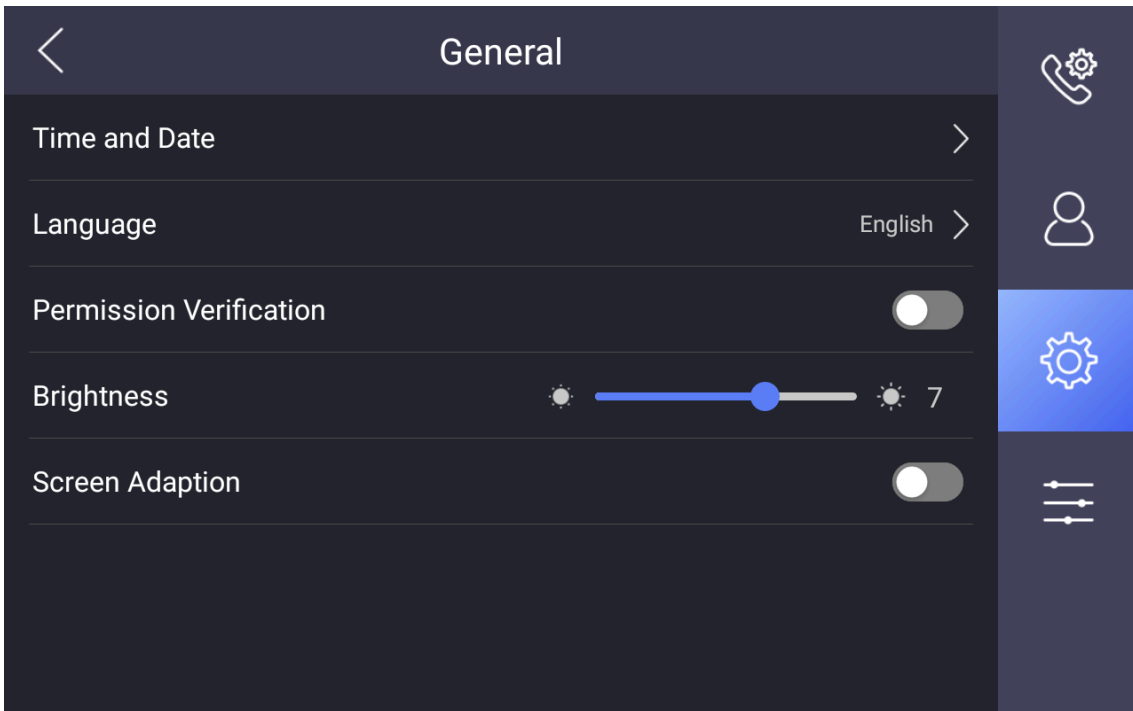 General
Time and Date
Language English
Permission Verification
Brightness 7
Screen Adaption